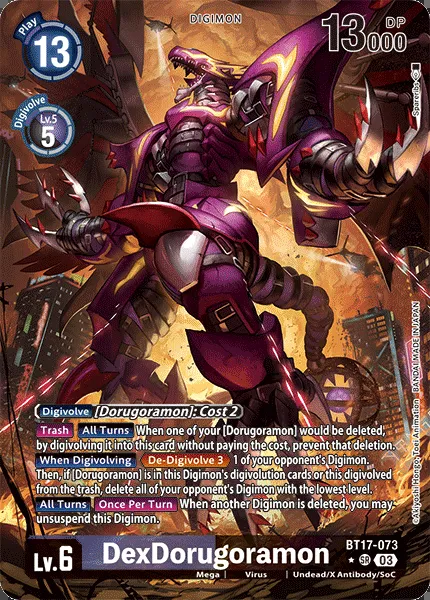 Play
13
DIGIMON
DP
13000
Digivolve
Lv.5
5
Spareribs
Digivolve [Dorugoramon]: Cost 2
Trash All Turns When one of your [Dorugoramon] would be deleted,
by digivolving it into this card without paying the cost, prevent that deletion.
When Digivolving De-Digivolve 3 1 of your opponent's Digimon.
Then, if [Dorugoramon] is in this Digimon's digivolution cards or this digivolved
from the trash, delete all of your opponent's Digimon with the lowest level.
All Turns Once Per Turn When another Digimon is deleted, you may
unsuspend this Digimon.
©Akiyoshi Hongo, Toei Animation · BANDAI MADE IN JAPAN
Lv.6 DexDorugoramon BT17-073
SR 03
Mega Virus Undead/X Antibody/SoC